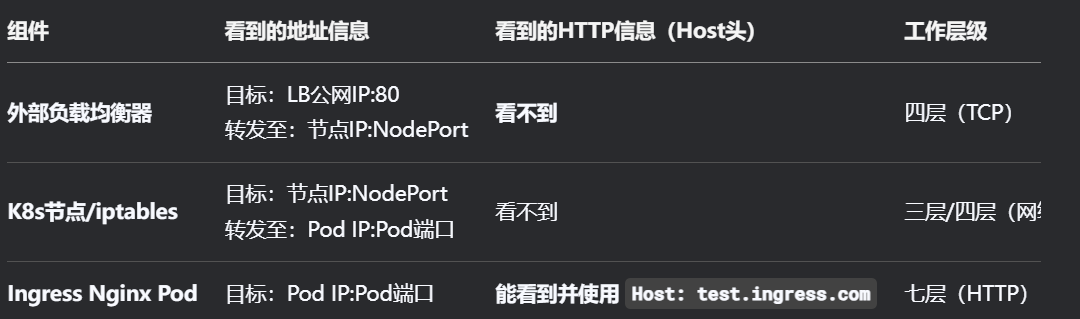 组件 看到的地址信息 看到的HTTP信息（Host头） 工作层级
外部负载均衡器 目标：LB公网IP:80 看不到 四层（TCP）
转发至：节点IP:NodePort
K8s节点/iptables 目标：节点IP:NodePort 看不到 三层/四层（网
转发至：Pod IP:Pod端口
Ingress Nginx Pod 目标：Pod IP:Pod端口 能看到并使用 Host: test.ingress.com 七层（HTTP）